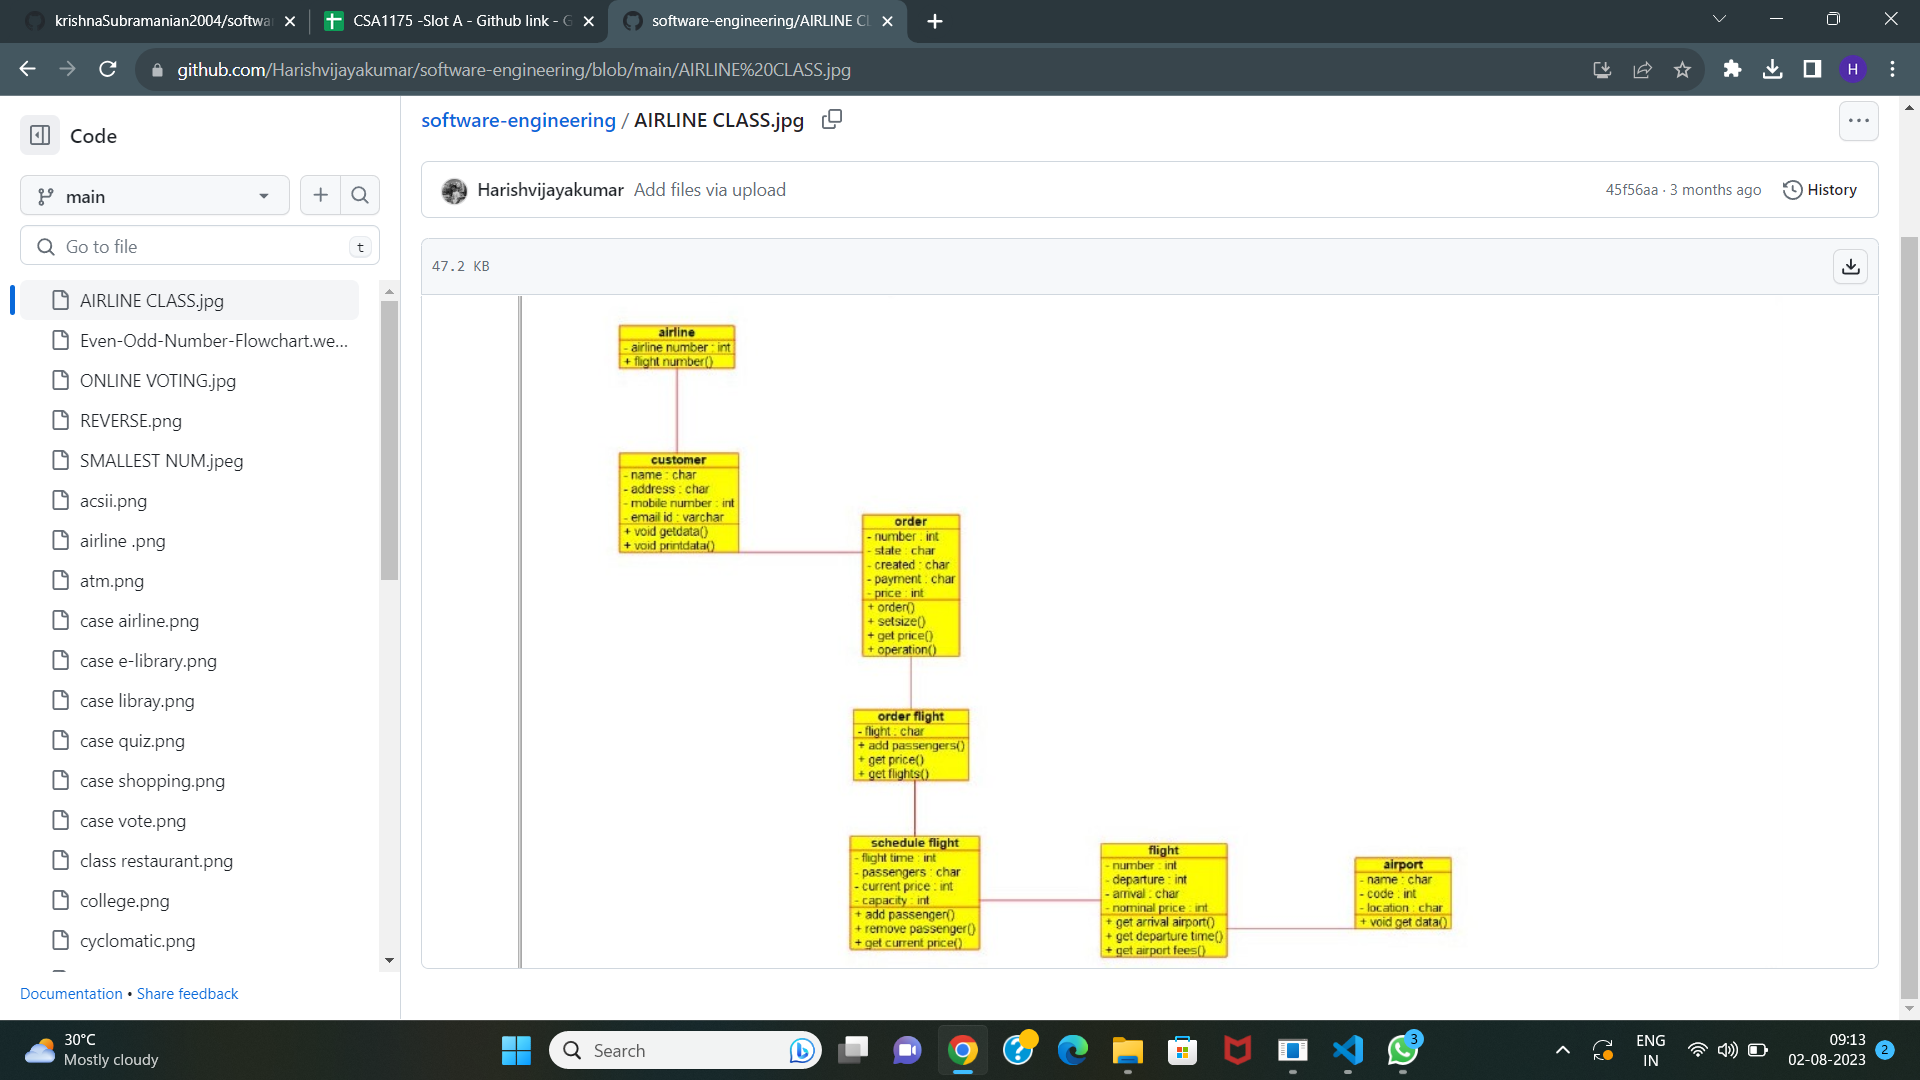 krishnaSubramanian2004/softwa
CSA1175 -Slot A - Github link - G
software-engineering/AIRLINE CL
github.com/Harishvijayakumar/software-engineering/blob/main/AIRLINE%20CLASS.jpg
H
Code
software-engineering / AIRLINE CLASS.jpg
main
Harishvijayakumar Add files via upload
45f56aa · 3 months ago
History
Go to file
t
47.2 KB
AIRLINE CLASS.jpg
Even-Odd-Number-Flowchart.we...
ONLINE VOTING.jpg
REVERSE.png
SMALLEST NUM.jpeg
acsii.png
airline .png
atm.png
case airline.png
case e-library.png
case libray.png
case quiz.png
case shopping.png
case vote.png
class restaurant.png
college.png
cyclomatic.png
Documentation • Share feedback
airline
- airline number : int
+ flight number()
customer
- name : char
- address : char
- mobile number : int
- email id : varchar
+ void getdata()
+ void printdata()
order
- number : int
- state : char
- created : char
- payment : char
- price : int
+ order()
+ setsize()
+ get price()
+ operation()
order flight
- flight : char
+ add passengers()
+ get price()
+ get flights()
schedule flight
- flight time : int
- passengers : char
- current price : int
- capacity : int
+ add passenger()
+ remove passenger()
+ get current price()
flight
- number : int
- departure : int
- arrival : char
- nominal price : int
+ get arrival airport()
+ get departure time()
+ get airport fees()
airport
- name : char
- code : int
- location : char
+ void get data()
30°C
Mostly cloudy
Search
3
ENG
IN
09:13
02-08-2023
2